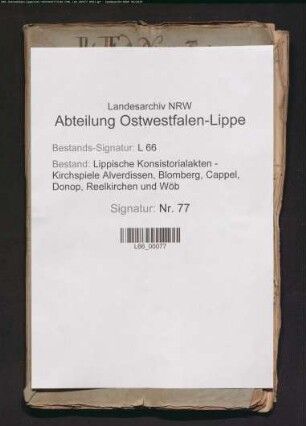 Landesarchiv NRW
Abteilung Ostwestfalen-Lippe
Bestands-Signatur: L 66
Bestand: Lippische Konsistorialakten -
Kirchspiele Alverdissen, Blomberg, Cappel,
Donop, Reelkirchen und Wöb
Signatur: Nr. 77
L66_00077